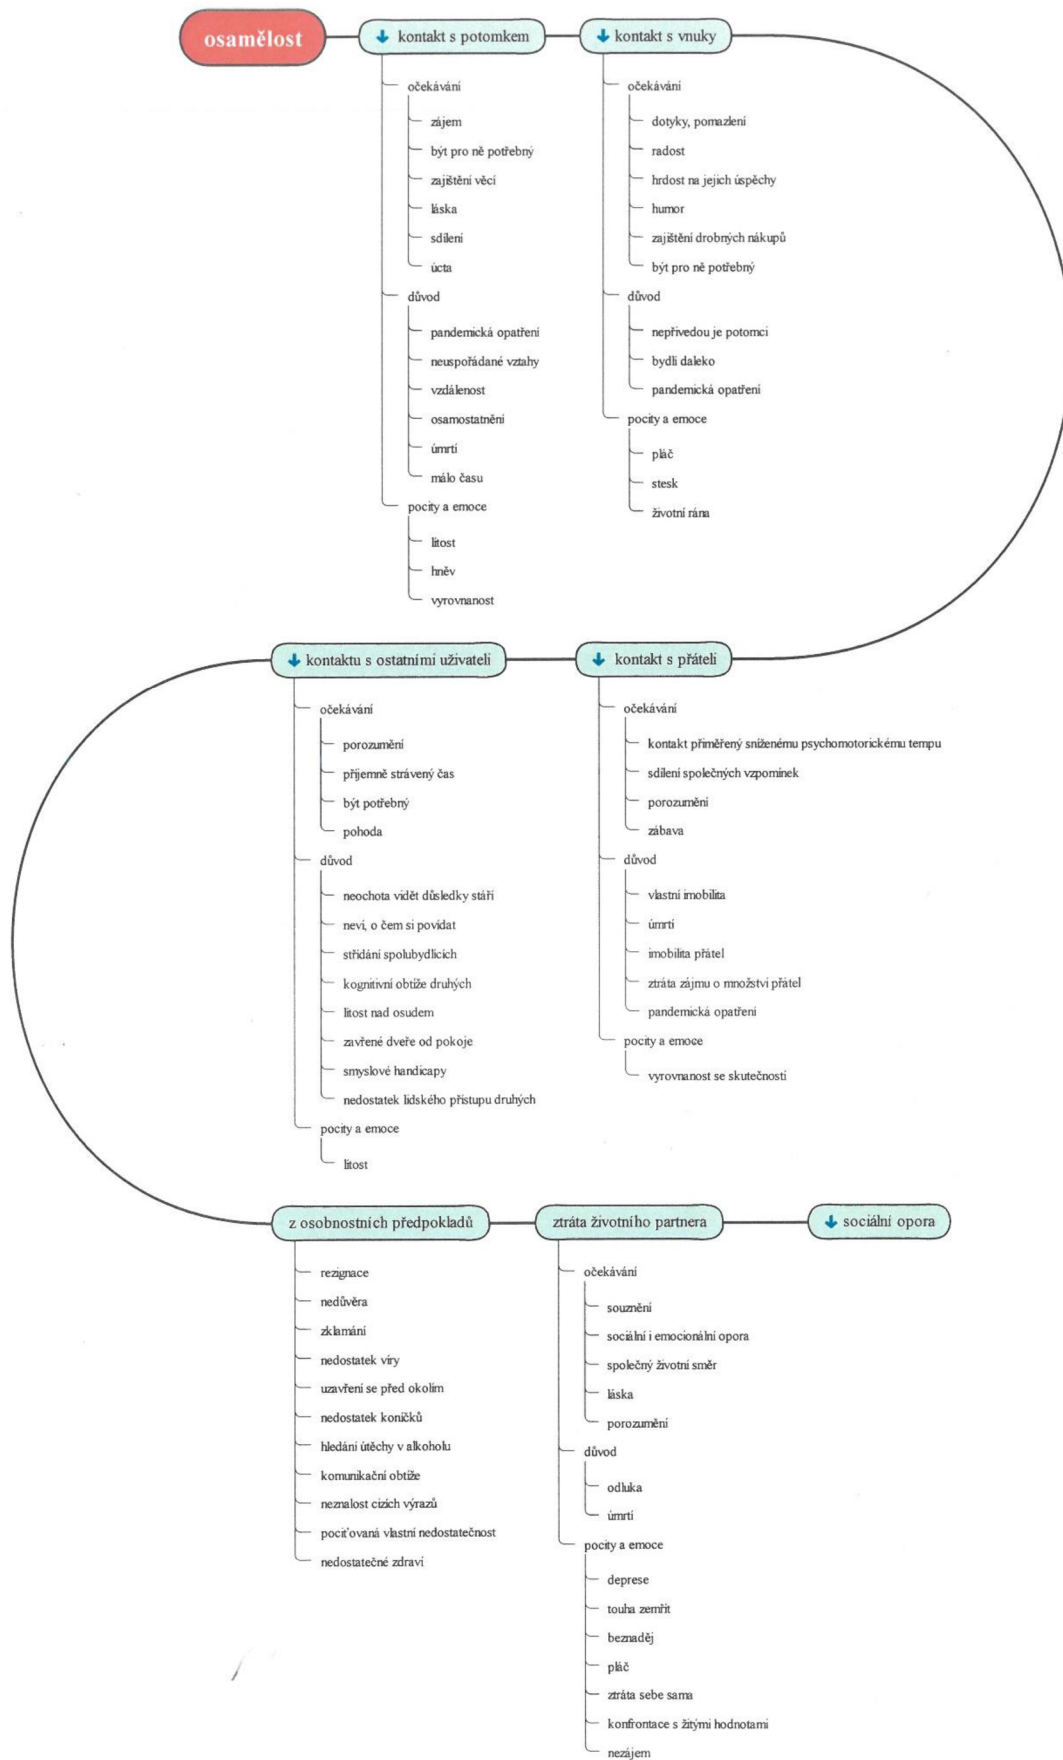 osamělost
kontakt s potomkem
očekávání
zájem
být pro ně potřebný
zajištění věcí
láska
sdílení
úcta
důvod
pandemická opatření
neuspořádané vztahy
vzdálenost
osamostatnění
úmrtí
málo času
pocity a emoce
lítost
hněv
vyrovnanost
kontakt s vnuky
očekávání
dotyky, pomazlení
radost
hrdost na jejich úspěchy
humor
zajištění drobných nákupů
být pro ně potřebný
důvod
nepřivedou je potomci
bydlí daleko
pandemická opatření
pocity a emoce
pláč
stesk
životní rána
kontakt s přáteli
očekávání
kontakt přiměřený sníženému psychomotorickému tempu
sdílení společných vzpomínek
porozumění
zábava
důvod
vlastní imobilita
úmrtí
imobilita přátel
ztráta zájmu o množství přátel
pandemická opatření
pocity a emoce
vyrovnanost se skutečností
kontaktu s ostatními uživateli
očekávání
porozumění
příjemně strávený čas
být potřebný
pohoda
důvod
neochota vidět důsledky stáří
neví, o čem si povídat
střídání spolubydlících
kognitivní obtíže druhých
lítost nad osudem
zavřené dveře od pokoje
smyslové handicapy
nedostatek lidského přístupu druhých
pocity a emoce
lítost
z osobnostních předpokladů
rezignace
nedůvěra
zklamání
nedostatek víry
uzavření se před okolím
nedostatek koníčků
hledání útěchy v alkoholu
komunikační obtíže
neznalost cizích výrazů
pociťovaná vlastní nedostatečnost
nedostatečné zdraví
ztráta životního partnera
očekávání
souznění
sociální i emocionální opora
společný životní směr
láska
porozumění
důvod
odluka
úmrtí
pocity a emoce
deprese
touha zemřít
beznaděj
pláč
ztráta sebe sama
konfrontace s žitými hodnotami
nezájem
sociální opora